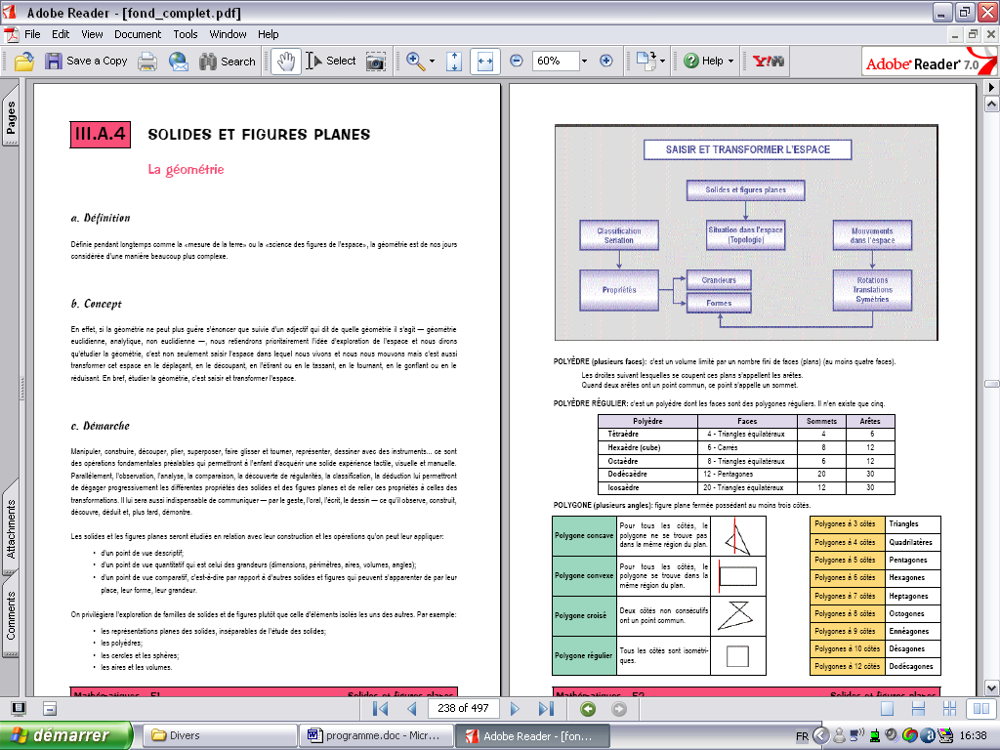 Adobe Reader - [fond_complet.pdf]
File Edit View Document Tools Window Help
Save a Copy Search Select 60% Help Y! Adobe Reader 7.0
Pages
Attachments
Comments
III.A.4 SOLIDES ET FIGURES PLANES
La géométrie
a. Définition
Définie pendant longtemps comme la «mesure de la terre» ou la «science des figures de l'espace», la géométrie est de nos jours
considérée d'une manière beaucoup plus complexe.
b. Concept
En effet, si la géométrie ne peut plus guère s'énoncer que suivie d'un adjectif qui dit de quelle géométrie il s'agit — géométrie
euclidienne, analytique, non euclidienne —, nous retiendrons prioritairement l'idée d'exploration de l'espace et nous dirons
qu'étudier la géométrie, c'est non seulement saisir l'espace dans lequel nous vivons et nous nous mouvons mais c'est aussi
transformer cet espace en le déplaçant, en le découpant, en l'étirant ou en le tassant, en le tournant, en le gonflant ou en le
réduisant. En bref, étudier la géométrie, c'est saisir et transformer l'espace.
c. Démarche
Manipuler, construire, découper, plier, superposer, faire glisser et tourner, représenter, dessiner avec des instruments... ce sont
des opérations fondamentales préalables qui permettront à l'enfant d'acquérir une solide expérience tactile, visuelle et manuelle.
Parallèlement, l'observation, l'analyse, la comparaison, la découverte de régularités, la classification, la déduction lui permettront
de dégager progressivement les différentes propriétés des solides et des figures planes et de relier ces propriétés à celles des
transformations. Il lui sera aussi indispensable de communiquer — par le geste, l'oral, l'écrit, le dessin — ce qu'il observe, construit,
découvre, déduit et, plus tard, démontre.
Les solides et les figures planes seront étudiés en relation avec leur construction et les opérations qu'on peut leur appliquer:
• d'un point de vue descriptif;
• d'un point de vue quantitatif qui est celui des grandeurs (dimensions, périmètres, aires, volumes, angles);
• d'un point de vue comparatif, c'est-à-dire par rapport à d'autres solides et figures qui peuvent s'apparenter de par leur
place, leur forme, leur grandeur.
On privilégiera l'exploration de familles de solides et de figures plutôt que celle d'éléments isolés les uns des autres. Par exemple:
• les représentations planes des solides, inséparables de l'étude des solides;
• les polyèdres;
• les cercles et les sphères;
• les aires et les volumes.
Mathématiques - F1 Solides et figures planes
SAISIR ET TRANSFORMER L'ESPACE
Solides et figures planes
Classification
Sériation
Situation dans l'espace
(Topologie)
Mouvements
dans l'espace
Propriétés
Grandeurs
Formes
Rotations
Translations
Symétries
POLYÈDRE (plusieurs faces): c'est un volume limité par un nombre fini de faces (plans) (au moins quatre faces).
Les droites suivant lesquelles se coupent ces plans s'appellent les arêtes.
Quand deux arêtes ont un point commun, ce point s'appelle un sommet.
POLYÈDRE RÉGULIER: c'est un polyèdre dont les faces sont des polygones réguliers. Il n'en existe que cinq.
Polyèdre Faces Sommets Arêtes
Tétraèdre 4 - Triangles équilatéraux 4 6
Hexaèdre (cube) 6 - Carrés 8 12
Octaèdre 8 - Triangles équilatéraux 6 12
Dodécaèdre 12 - Pentagones 20 30
Icosaèdre 20 - Triangles équilatéraux 12 30
POLYGONE (plusieurs angles): figure plane fermée possédant au moins trois côtés.
Polygone concave Pour tous les côtés, le
polygone ne se trouve pas
dans la même région du plan.
Polygone convexe Pour tous les côtés, le
polygone se trouve dans la
même région du plan.
Polygone croisé Deux côtés non consécutifs
ont un point commun.
Polygone régulier Tous les côtés sont isométri-
ques.
Polygones à 3 côtés Triangles
Polygones à 4 côtés Quadrilatères
Polygones à 5 côtés Pentagones
Polygones à 6 côtés Hexagones
Polygones à 7 côtés Heptagones
Polygones à 8 côtés Octogones
Polygones à 9 côtés Ennéagones
Polygones à 10 côtés Décagones
Polygones à 12 côtés Dodécagones
Mathématiques - F2 Solides et figures planes
238 of 497
démarrer Divers programme.doc - Micr... Adobe Reader - [fon... FR 16:38